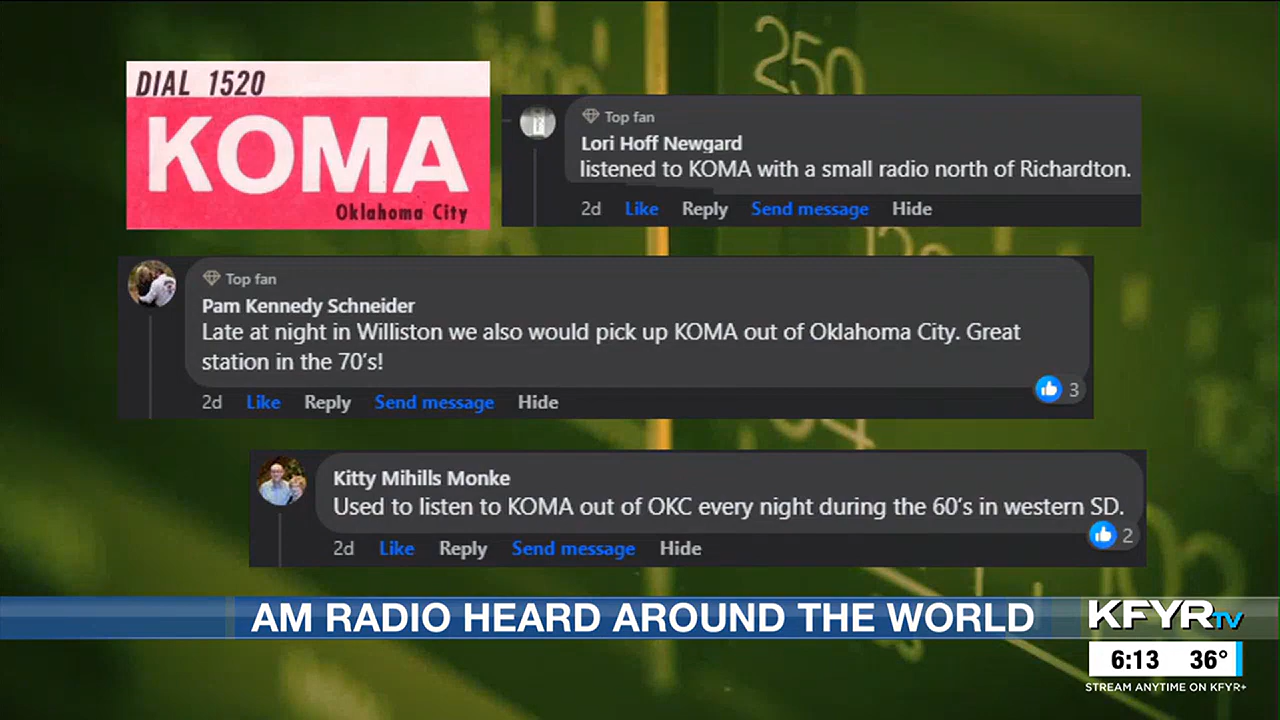 DIAL 1520
KOMA
Oklahoma City
Top fan
Lori Hoff Newgard
listened to KOMA with a small radio north of Richardton.
2d Like Reply Send message Hide
Top fan
Pam Kennedy Schneider
Late at night in Williston we also would pick up KOMA out of Oklahoma City. Great
station in the 70's!
3
2d Like Reply Send message Hide
Kitty Mihills Monke
Used to listen to KOMA out of OKC every night during the 60's in western SD.
2
2d Like Reply Send message Hide
AM RADIO HEARD AROUND THE WORLD
KFYR TV
6:13 36°
STREAM ANYTIME ON KFYR+
250